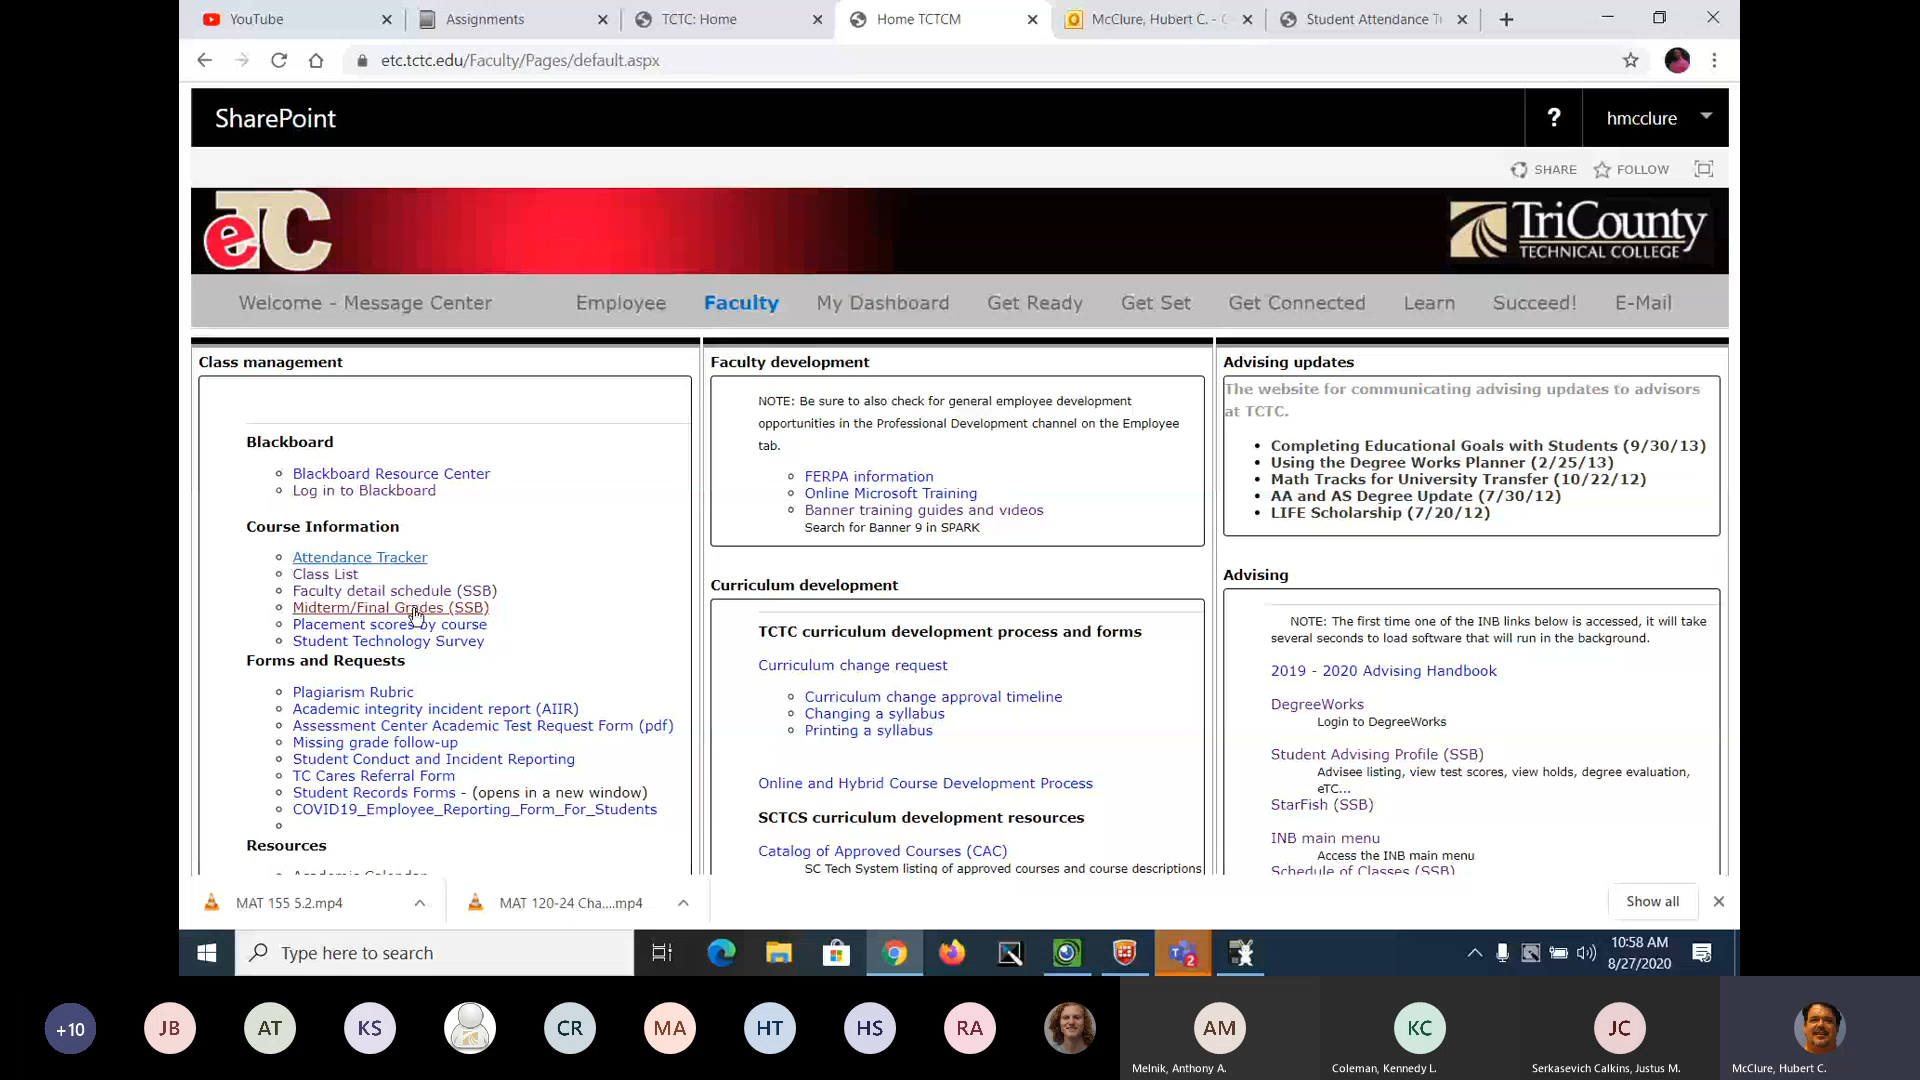 YouTube
Assignments
TCTC: Home
Home TCTCM
McClure, Hubert C. -
Student Attendance
etc.tctc.edu/Faculty/Pages/default.aspx
SharePoint
?
hmcclure
SHARE
FOLLOW
eTC
TriCounty
TECHNICAL COLLEGE
Welcome - Message Center
Employee
Faculty
My Dashboard
Get Ready
Get Set
Get Connected
Learn
Succeed!
E-Mail
Class management
Blackboard
Blackboard Resource Center
Log in to Blackboard
Course Information
Attendance Tracker
Class List
Faculty detail schedule (SSB)
Midterm/Final Grades (SSB)
Placement scores by course
Student Technology Survey
Forms and Requests
Plagiarism Rubric
Academic integrity incident report (AIIR)
Assessment Center Academic Test Request Form (pdf)
Missing grade follow-up
Student Conduct and Incident Reporting
TC Cares Referral Form
Student Records Forms - (opens in a new window)
COVID19_Employee_Reporting_Form_For_Students
Resources
Academic Calendar
Faculty development
NOTE: Be sure to also check for general employee development
opportunities in the Professional Development channel on the Employee
tab.
FERPA information
Online Microsoft Training
Banner training guides and videos
Search for Banner 9 in SPARK
Curriculum development
TCTC curriculum development process and forms
Curriculum change request
Curriculum change approval timeline
Changing a syllabus
Printing a syllabus
Online and Hybrid Course Development Process
SCTCS curriculum development resources
Catalog of Approved Courses (CAC)
SC Tech System listing of approved courses and course descriptions
Advising updates
The website for communicating advising updates to advisors
at TCTC.
Completing Educational Goals with Students (9/30/13)
Using the Degree Works Planner (2/25/13)
Math Tracks for University Transfer (10/22/12)
AA and AS Degree Update (7/30/12)
LIFE Scholarship (7/20/12)
Advising
NOTE: The first time one of the INB links below is accessed, it will take
several seconds to load software that will run in the background.
2019 - 2020 Advising Handbook
DegreeWorks
Login to DegreeWorks
Student Advising Profile (SSB)
Advisee listing, view test scores, view holds, degree evaluation,
eTC...
StarFish (SSB)
INB main menu
Access the INB main menu
Schedule of Classes (SSB)
MAT 155 5.2.mp4
MAT 120-24 Cha....mp4
Show all
Type here to search
2
10:58 AM
8/27/2020
+10
JB
AT
KS
CR
MA
HT
HS
RA
AM
KC
JC
Melnik, Anthony A.
Coleman, Kennedy L.
Serkasevich Calkins, Justus M.
McClure, Hubert C.